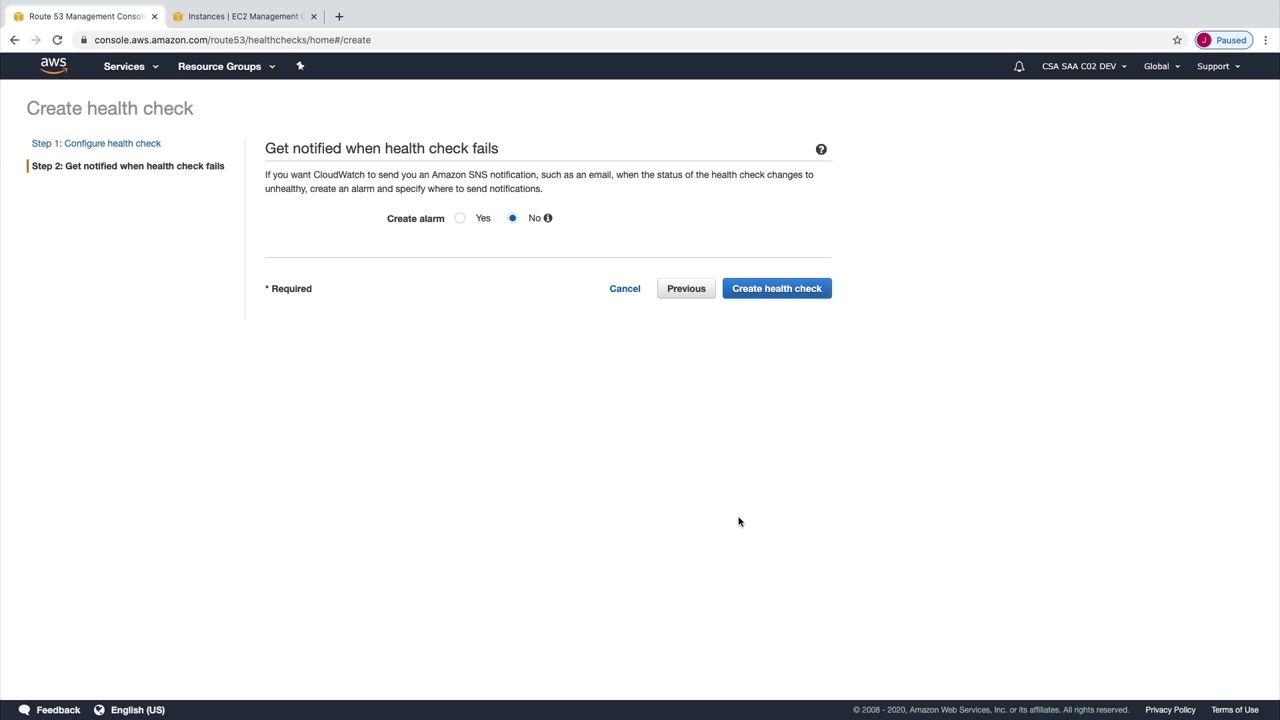 Route 53 Management Consol
Instances | EC2 Management C
console.aws.amazon.com/route53/healthchecks/home#/create
J
Paused
aws
Services
Resource Groups
CSA SAA C02 DEV
Global
Support
Create health check
Step 1: Configure health check
Step 2: Get notified when health check fails
Get notified when health check fails
If you want CloudWatch to send you an Amazon SNS notification, such as an email, when the status of the health check changes to
unhealthy, create an alarm and specify where to send notifications.
Create alarm Yes No
* Required
Cancel
Previous
Create health check
Feedback
English (US)
© 2008 - 2020, Amazon Web Services, Inc. or its affiliates. All rights reserved.
Privacy Policy
Terms of Use